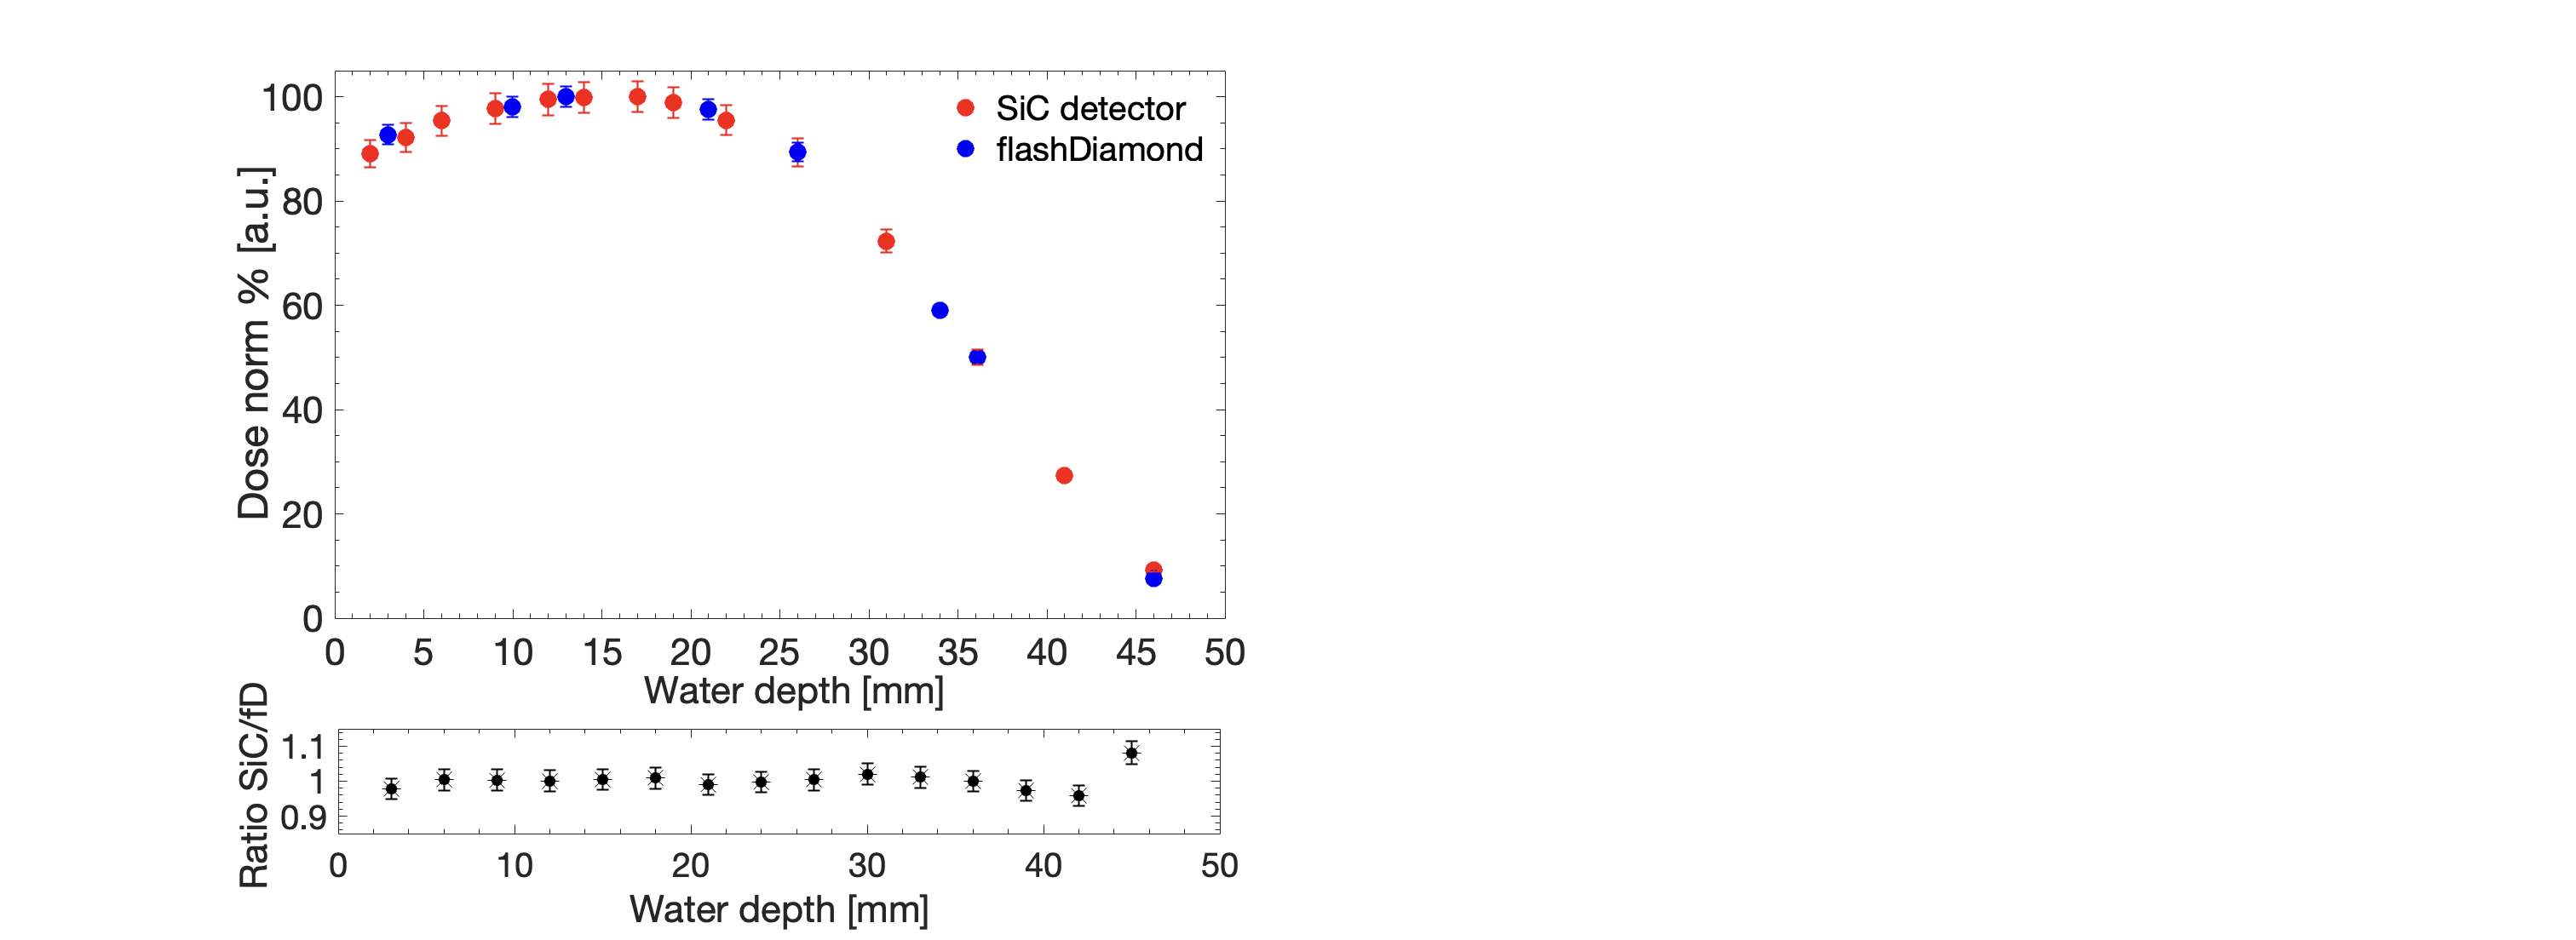 100
80
60
40
20
0
Dose norm % [a.u.]
SiC detector
flashDiamond
0 5 10 15 20 25 30 35 40 45 50
Water depth [mm]
Ratio SiC/fD
1.1
1
0.9
0 10 20 30 40 50
Water depth [mm]